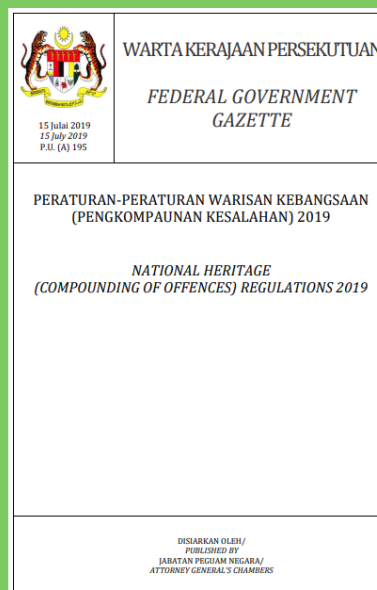 WARTA KERAJAAN PERSEKUTUAN
FEDERAL GOVERNMENT
GAZETTE
15 Julai 2019
15 July 2019
P.U. (A) 195
PERATURAN-PERATURAN WARISAN KEBANGSAAN
(PENGKOMPAUNAN KESALAHAN) 2019
NATIONAL HERITAGE
(COMPOUNDING OF OFFENCES) REGULATIONS 2019
DISIARKAN OLEH/
PUBLISHED BY
JABATAN PEGUAM NEGARA/
ATTORNEY GENERAL'S CHAMBERS